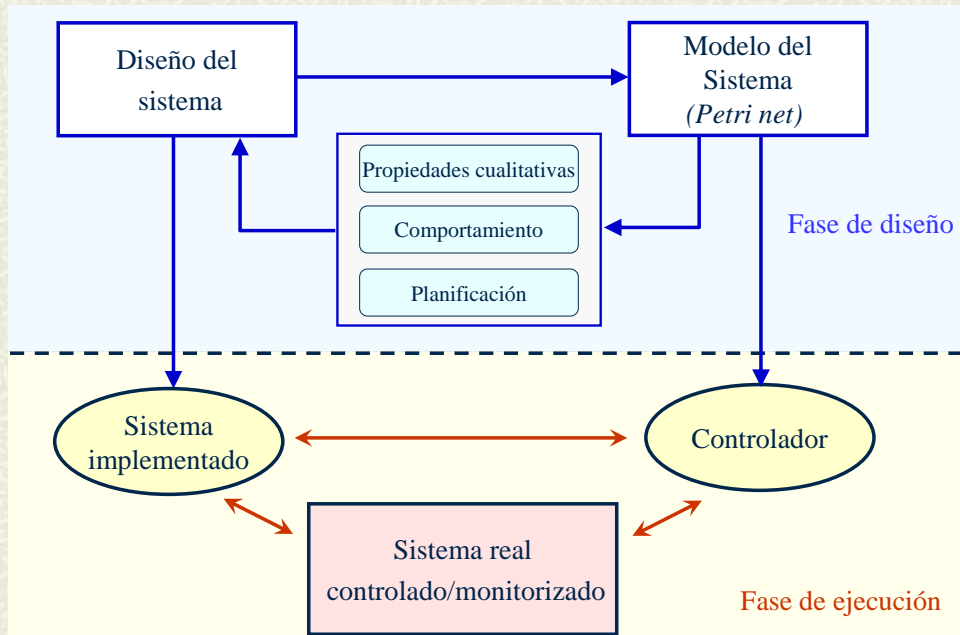 Diseño del
sistema
Modelo del
Sistema
(Petri net)
Propiedades cualitativas
Comportamiento
Planificación
Fase de diseño
Sistema
implementado
Controlador
Sistema real
controlado/monitorizado
Fase de ejecución